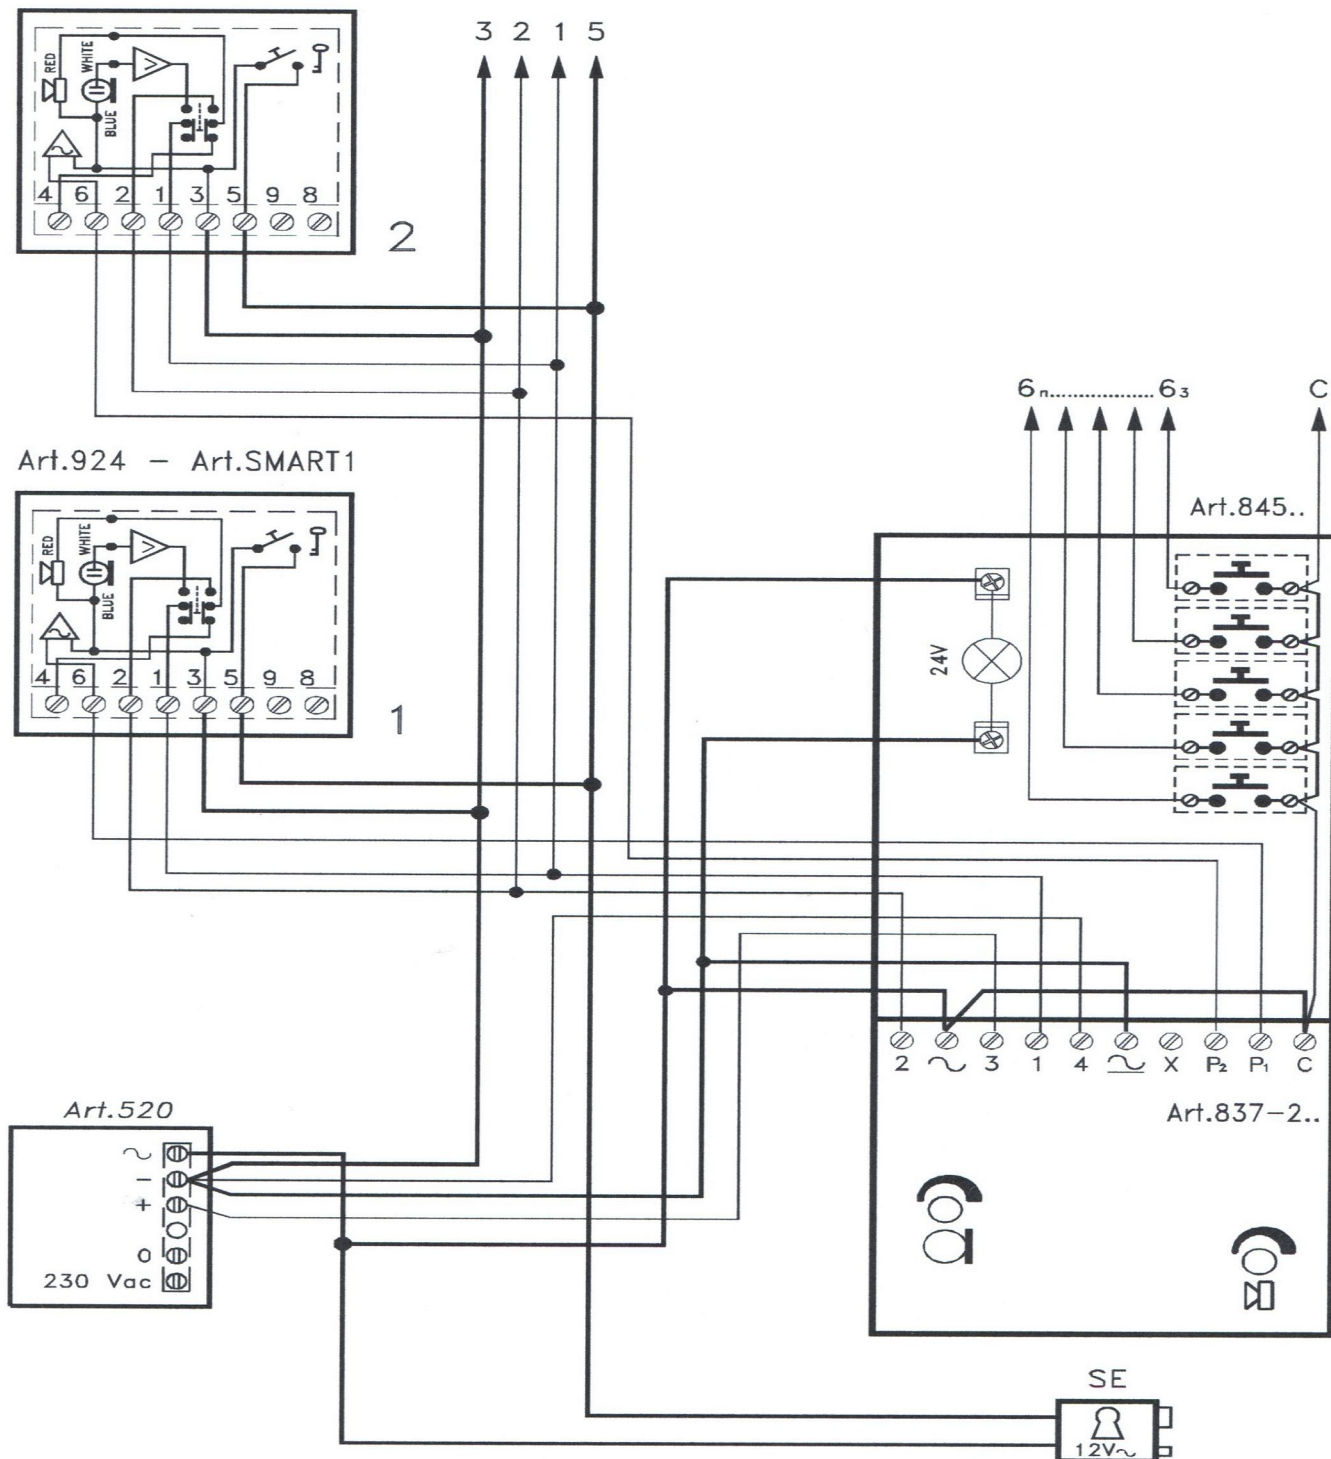 3 2 1 5
RED
WHITE
BLUE
4 6 2 1 3 5 9 8
2
6n..................63 C
Art.924 - Art.SMART1
Art.845..
RED
WHITE
BLUE
24V
4 6 2 1 3 5 9 8
1
2 ~ 3 1 4 ~ X P2 P1 C
Art.837-2..
Art.520
~
-
+
0
230 Vac
SE
12V~